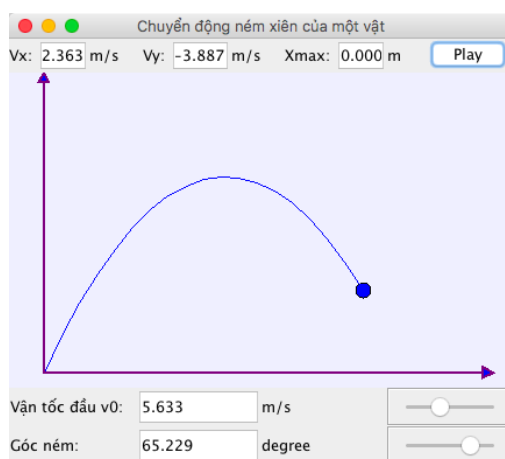 Chuyển động ném xiên của một vật
Vx: 2.363 m/s Vy: -3.887 m/s Xmax: 0.000 m Play
Vận tốc đầu v0: 5.633 m/s
Góc ném: 65.229 degree